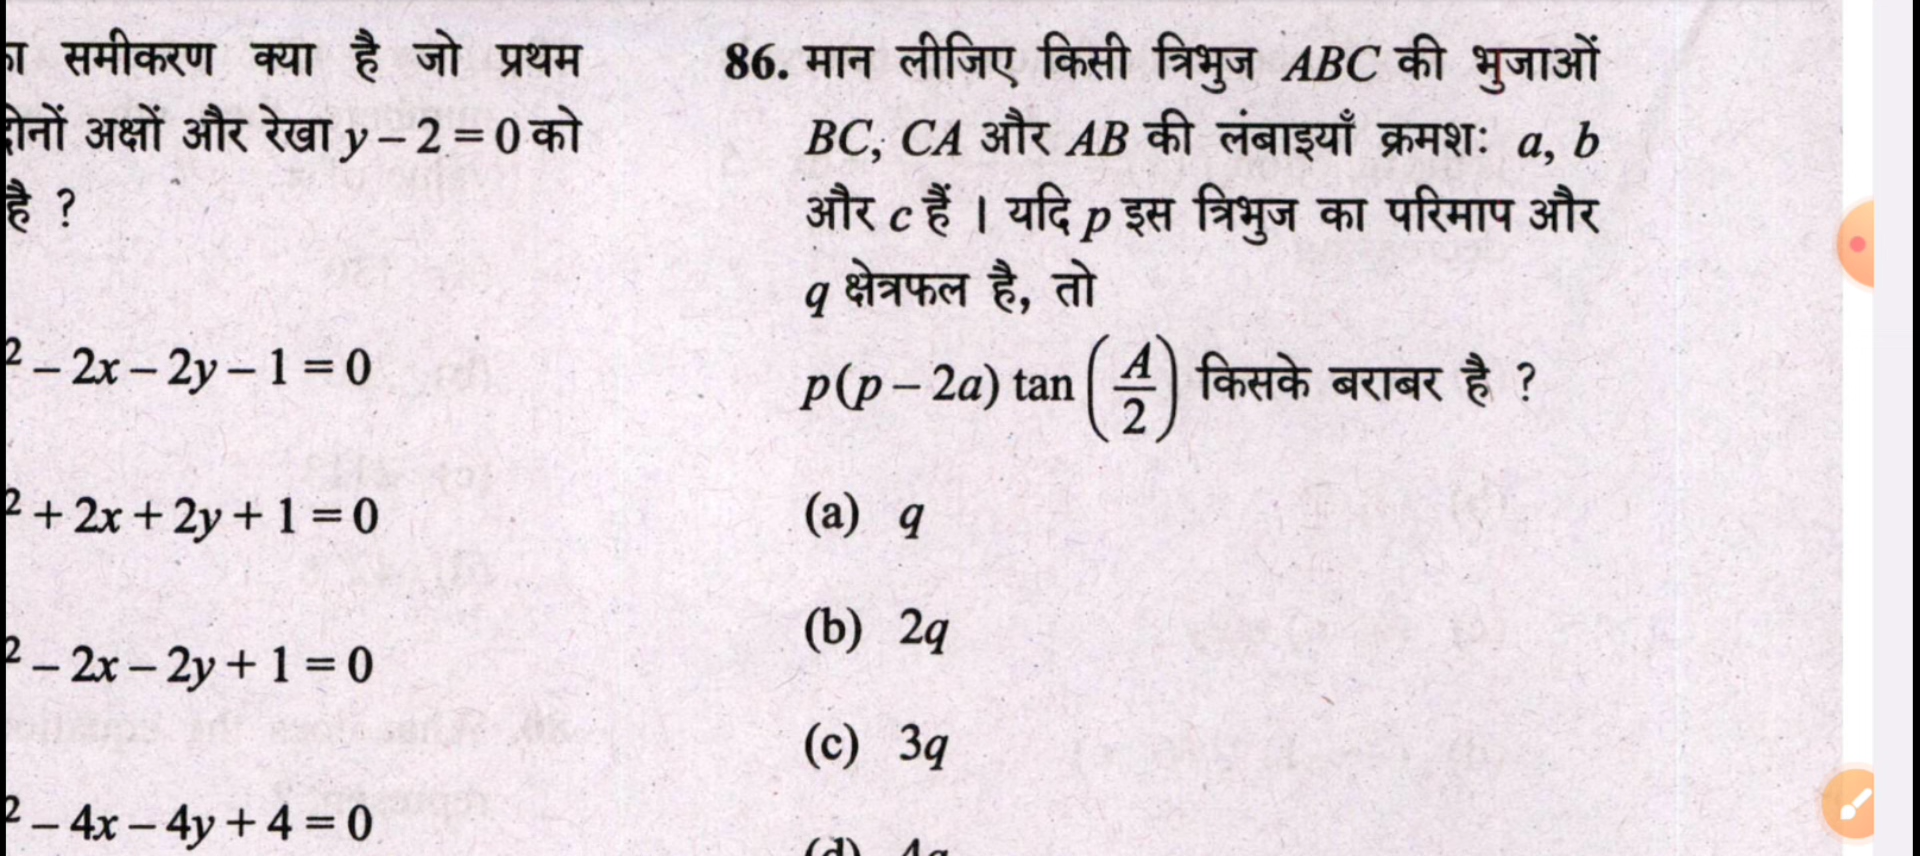 समीकरण क्या है जो प्रथम
दोनों अक्षों और रेखा y – 2 = 0 को
है ?
2 – 2x – 2y – 1 = 0
2 + 2x + 2y + 1 = 0
2 – 2x – 2y + 1 = 0
2 – 4x – 4y + 4 = 0
86. मान लीजिए किसी त्रिभुज ABC की भुजाओं
BC, CA और AB की लंबाइयाँ क्रमशः a, b
और c हैं । यदि p इस त्रिभुज का परिमाप और
q क्षेत्रफल है, तो
p(p – 2a) tan (A/2) किसके बराबर है ?
(a) q
(b) 2q
(c) 3q
(d) 4q